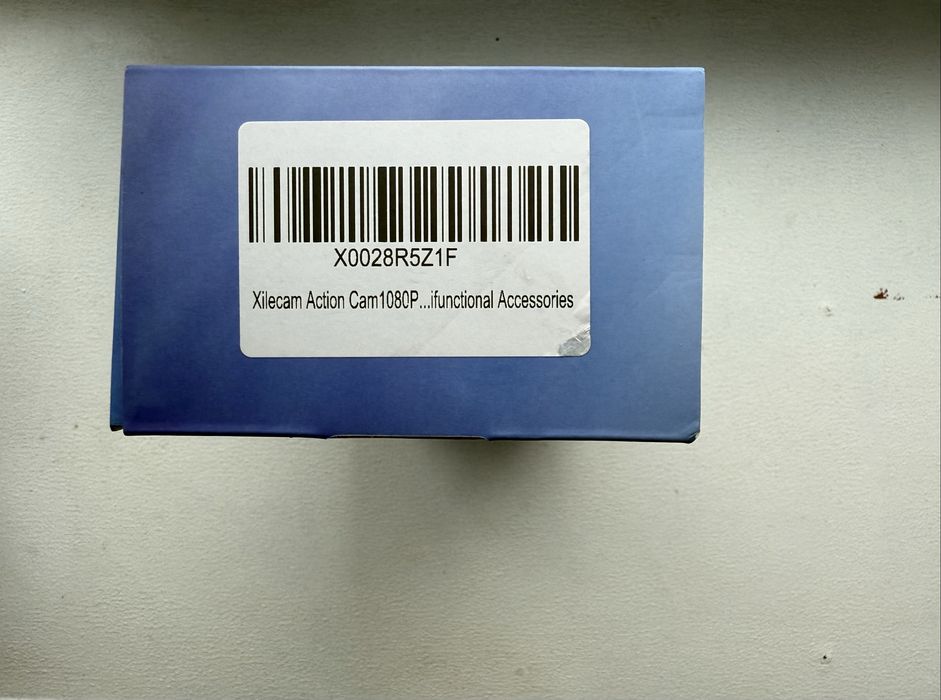 X0028R5Z1F
Xilecam Action Cam1080P...ifunctional Accessories